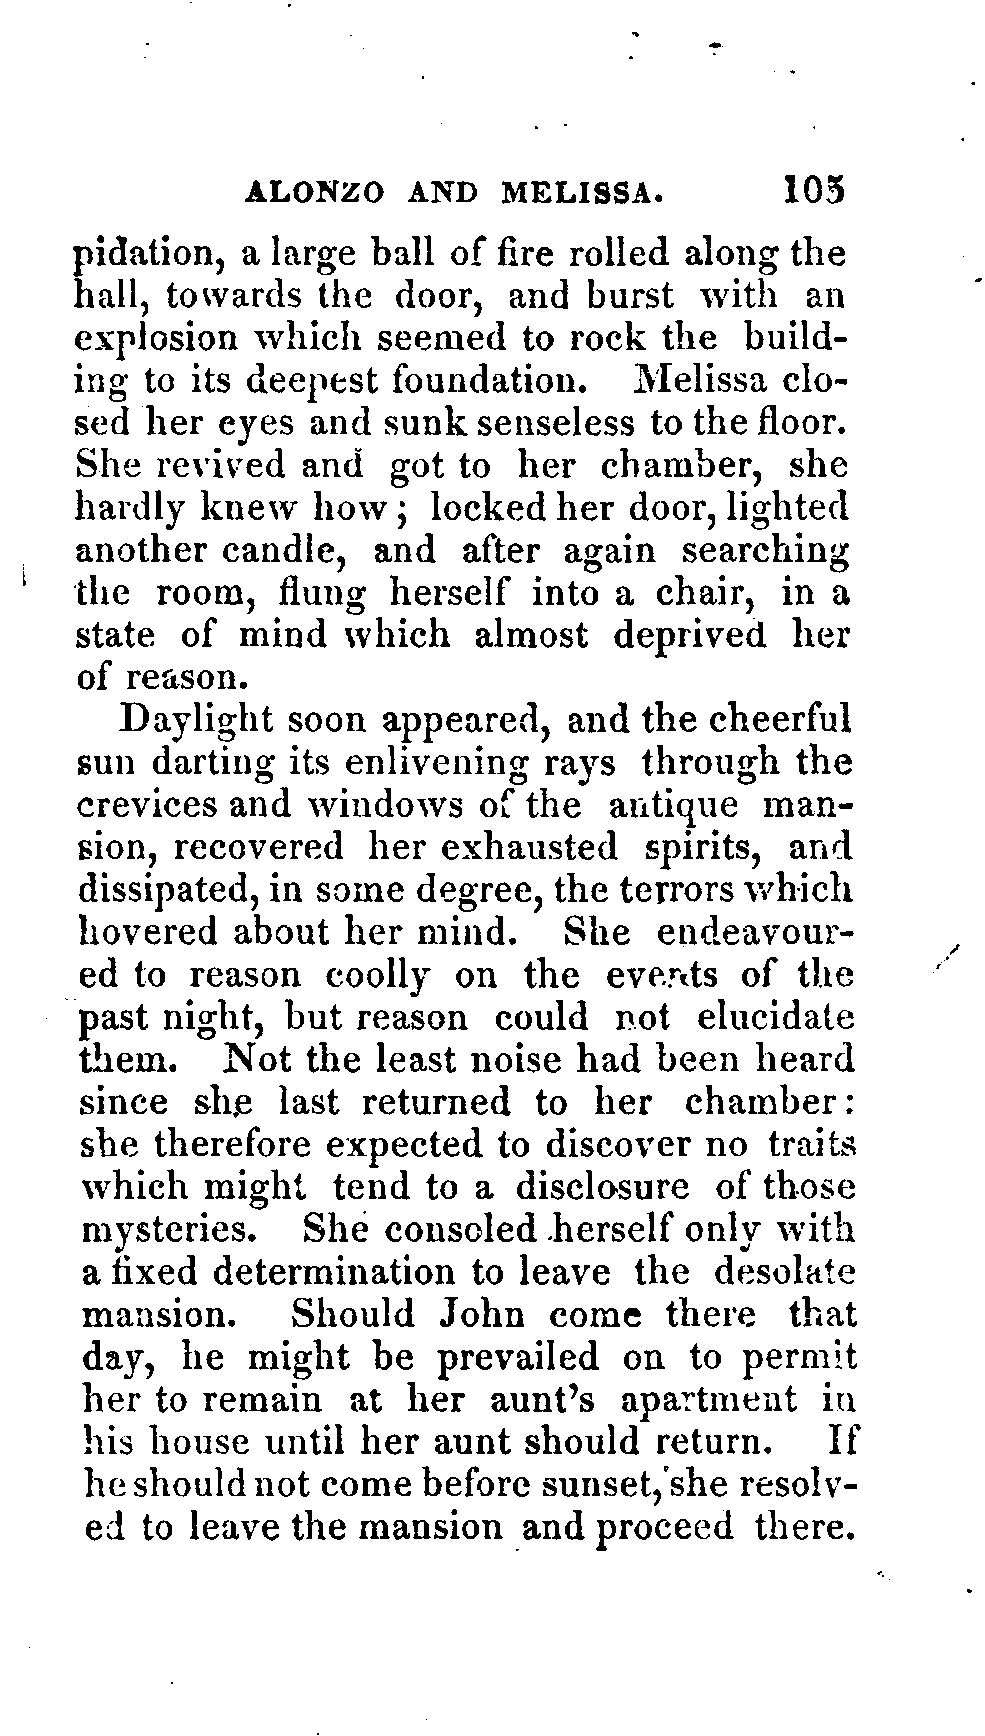 ALONZO AND MELISSA. 105
pidation, a large ball of fire rolled along the
hall, towards the door, and burst with an
explosion which seemed to rock the build-
ing to its deepest foundation. Melissa clo-
sed her eyes and sunk senseless to the floor.
She revived and got to her chamber, she
hardly knew how; locked her door, lighted
another candle, and after again searching
the room, flung herself into a chair, in a
state of mind which almost deprived her
of reason.
Daylight soon appeared, and the cheerful
sun darting its enlivening rays through the
crevices and windows of the antique man-
sion, recovered her exhausted spirits, and
dissipated, in some degree, the terrors which
hovered about her mind. She endeavour-
ed to reason coolly on the events of the
past night, but reason could not elucidate
them. Not the least noise had been heard
since she last returned to her chamber:
she therefore expected to discover no traits
which might tend to a disclosure of those
mysteries. She consoled herself only with
a fixed determination to leave the desolate
mansion. Should John come there that
day, he might be prevailed on to permit
her to remain at her aunt's apartment in
his house until her aunt should return. If
he should not come before sunset, she resolv-
ed to leave the mansion and proceed there.